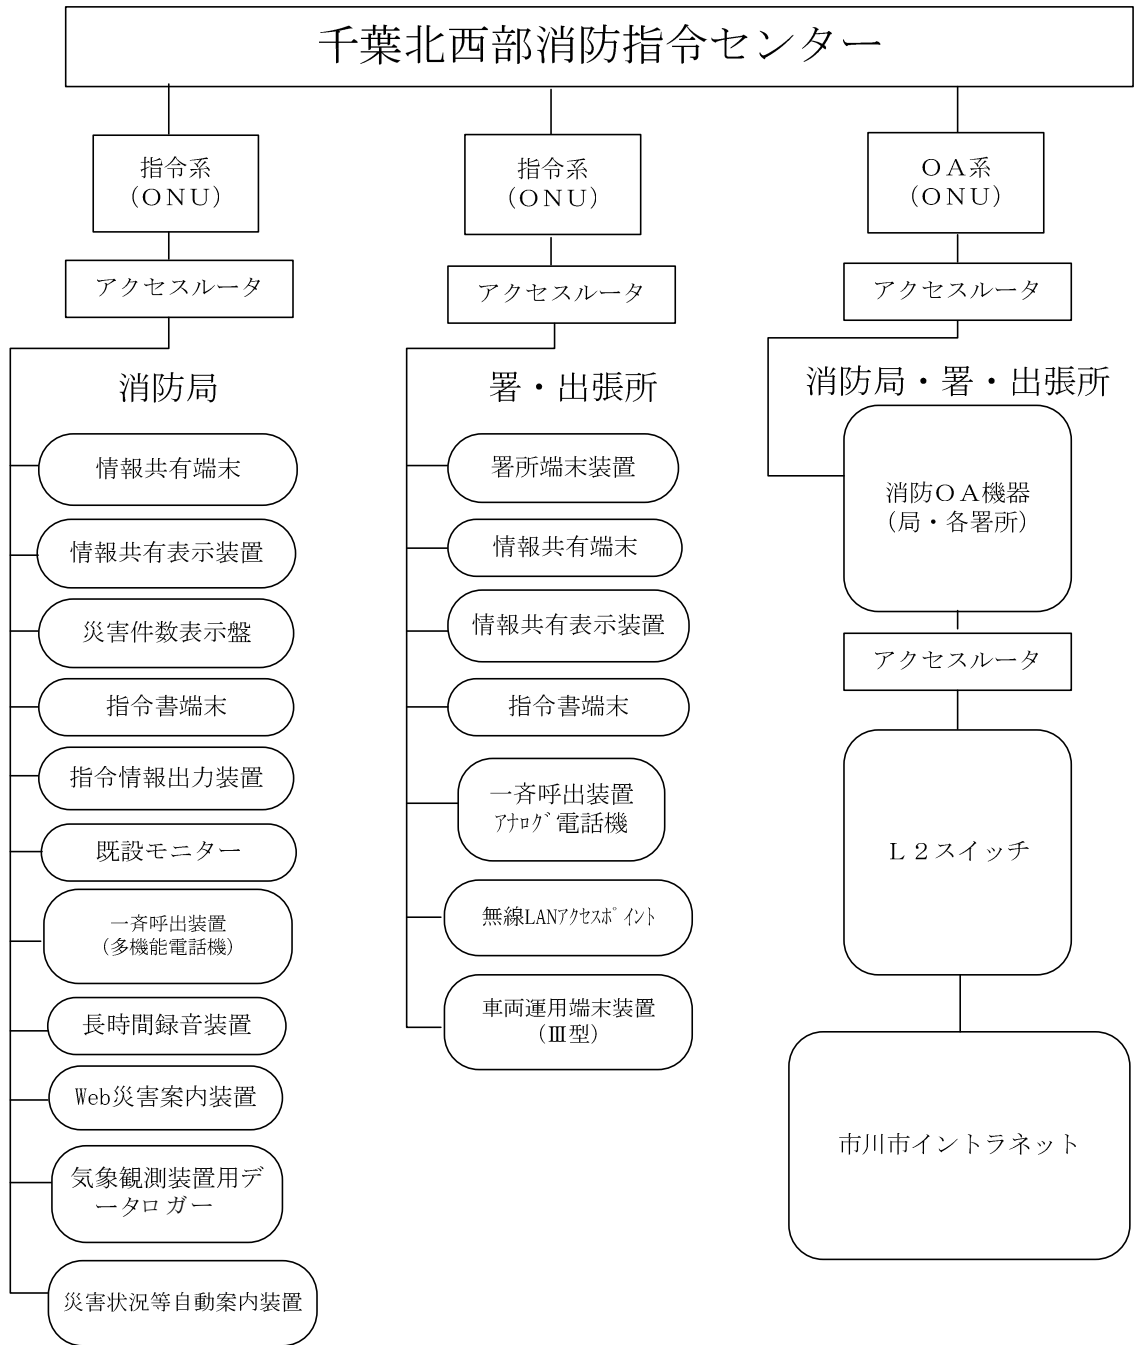 千葉北西部消防指令センター
指令系
（ＯＮＵ）
アクセスルータ
消防局
情報共有端末
情報共有表示装置
災害件数表示盤
指令書端末
指令情報出力装置
既設モニター
一斉呼出装置
（多機能電話機）
長時間録音装置
Web災害案内装置
気象観測装置用デ
ータロガー
災害状況等自動案内装置
指令系
（ＯＮＵ）
アクセスルータ
署・出張所
署所端末装置
情報共有端末
情報共有表示装置
指令書端末
一斉呼出装置
ｱﾅﾛｸﾞ電話機
無線LANｱｸｾｽﾎﾟｲﾝﾄ
車両運用端末装置
（Ⅲ型）
ＯＡ系
（ＯＮＵ）
アクセスルータ
消防局・署・出張所
消防ＯＡ機器
（局・各署所）
アクセスルータ
Ｌ２スイッチ
市川市イントラネット